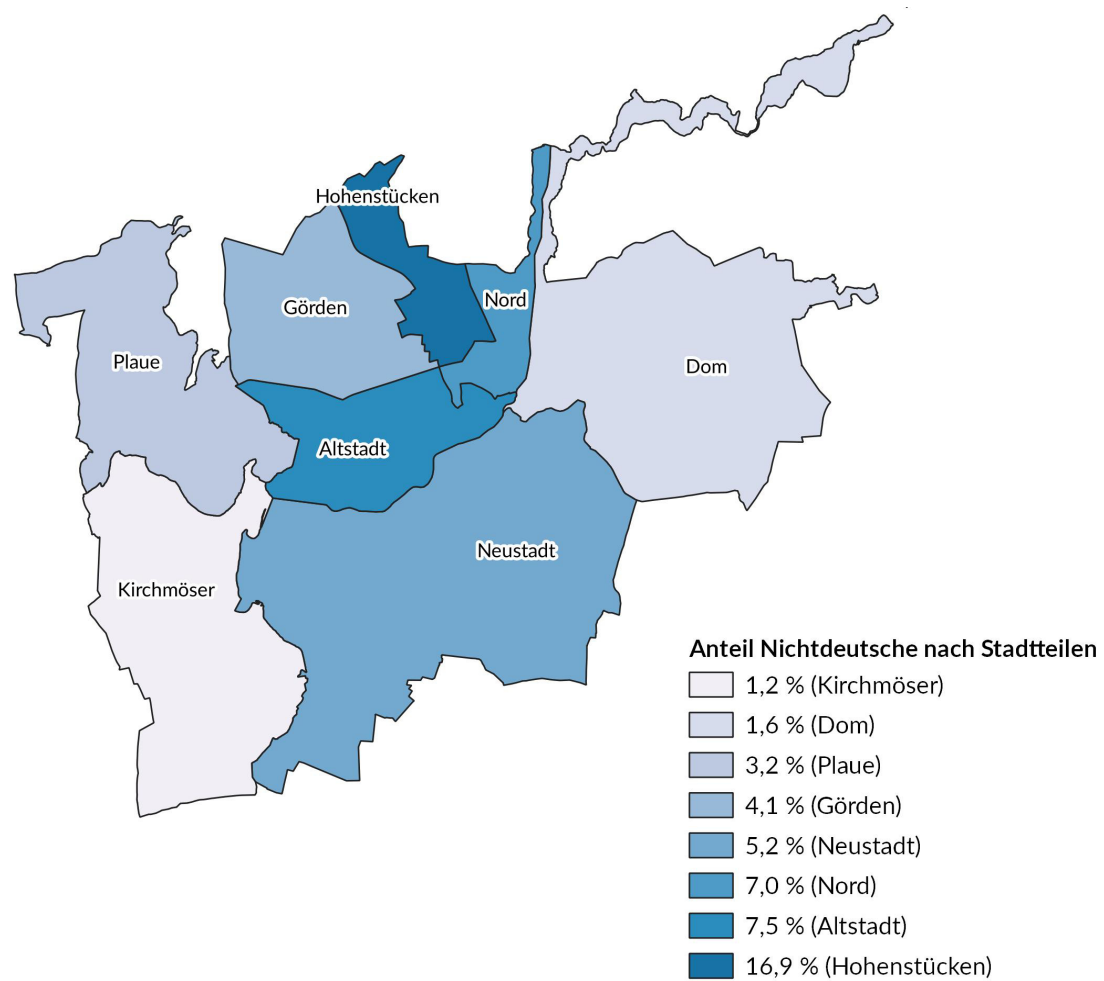 Hohenstücken
Görden
Nord
Plaue
Dom
Altstadt
Neustadt
Kirchmöser
Anteil Nichtdeutsche nach Stadtteilen
1,2 % (Kirchmöser)
1,6 % (Dom)
3,2 % (Plaue)
4,1 % (Görden)
5,2 % (Neustadt)
7,0 % (Nord)
7,5 % (Altstadt)
16,9 % (Hohenstücken)